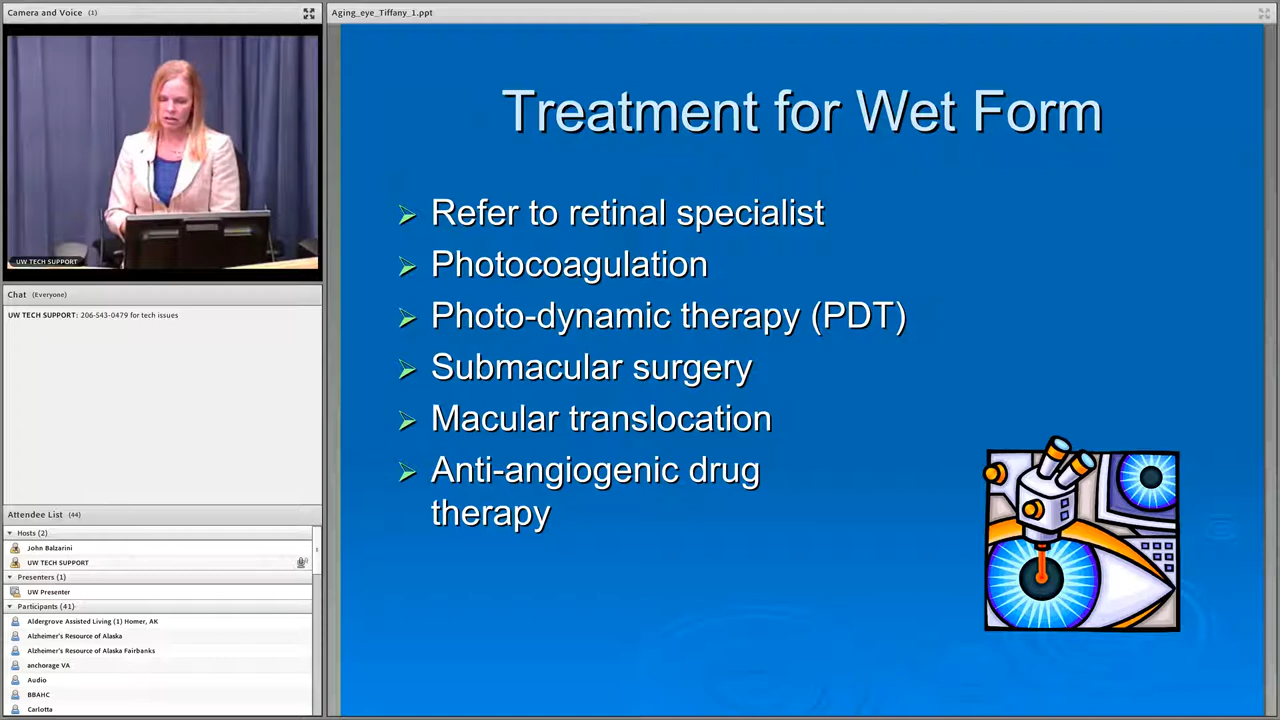 Camera and Voice (1)
UW TECH SUPPORT
Chat (Everyone)
UW TECH SUPPORT: 206-543-0479 for tech issues
Attendee List (44)
Hosts (2)
John Balzarini
UW TECH SUPPORT
Presenters (1)
UW Presenter
Participants (41)
Aldergrove Assisted Living (1) Homer, AK
Alzheimer's Resource of Alaska
Alzheimer's Resource of Alaska Fairbanks
anchorage VA
Audio
BBAHC
Carlotta
Aging_eye_Tiffany_1.ppt
Treatment for Wet Form
Refer to retinal specialist
Photocoagulation
Photo-dynamic therapy (PDT)
Submacular surgery
Macular translocation
Anti-angiogenic drug
therapy